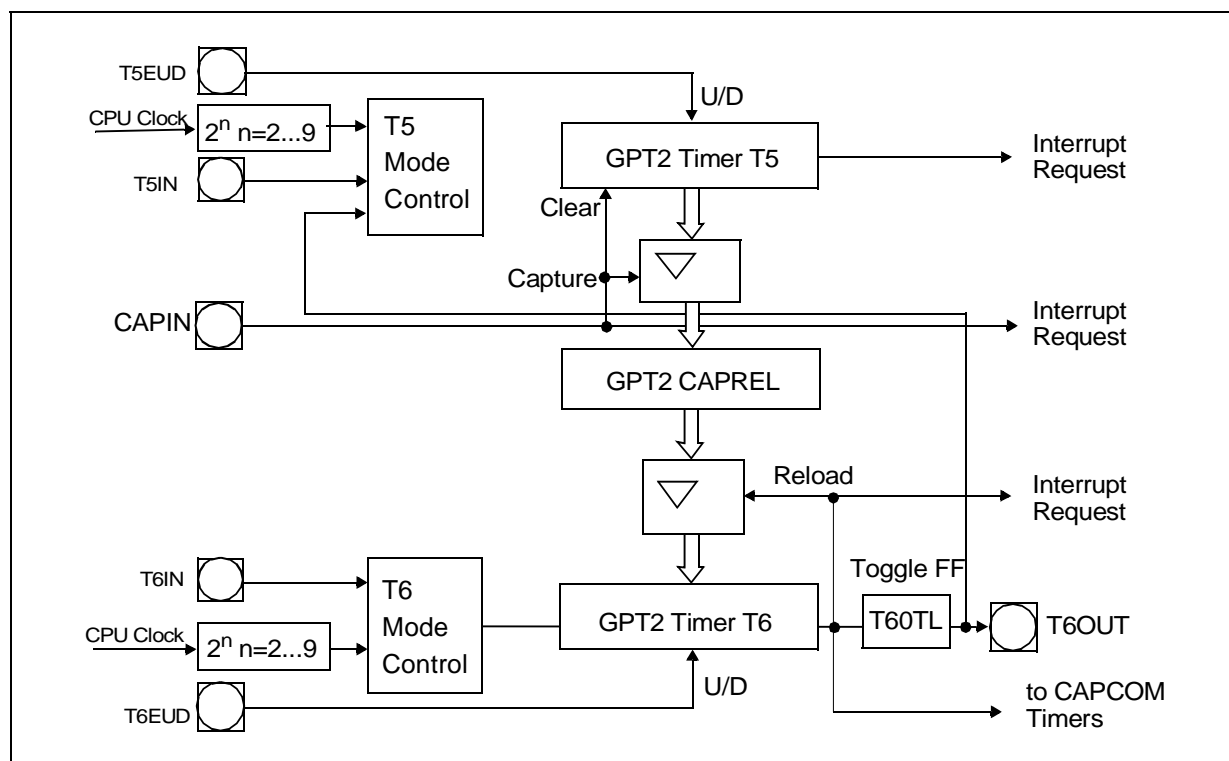 T5EUD
U/D
CPU Clock
2n n=2...9
T5
Mode
Control
GPT2 Timer T5
Interrupt
Request
T5IN
Clear
Capture
CAPIN
Interrupt
Request
GPT2 CAPREL
Reload
Interrupt
Request
T6IN
T6
Mode
Control
Toggle FF
GPT2 Timer T6
T60TL
T6OUT
CPU Clock
2n n=2...9
U/D
T6EUD
to CAPCOM
Timers